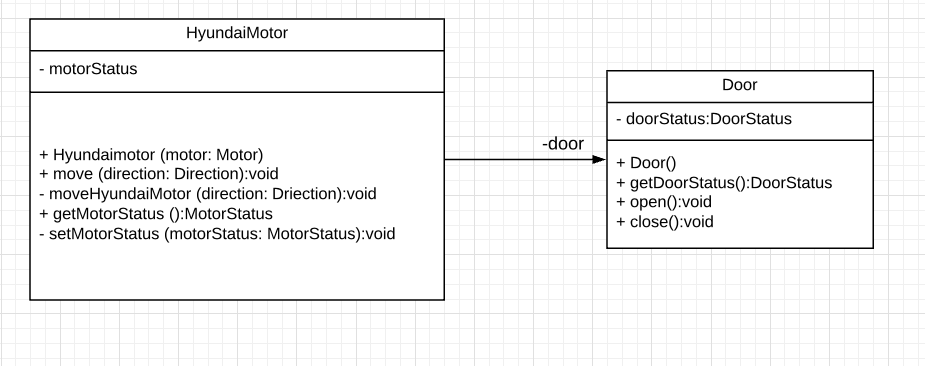 HyundaiMotor
- motorStatus
+ Hyundaimotor (motor: Motor)
+ move (direction: Direction):void
- moveHyundaiMotor (direction: Driection):void
+ getMotorStatus ():MotorStatus
- setMotorStatus (motorStatus: MotorStatus):void
-door
Door
- doorStatus:DoorStatus
+ Door()
+ getDoorStatus():DoorStatus
+ open():void
+ close():void